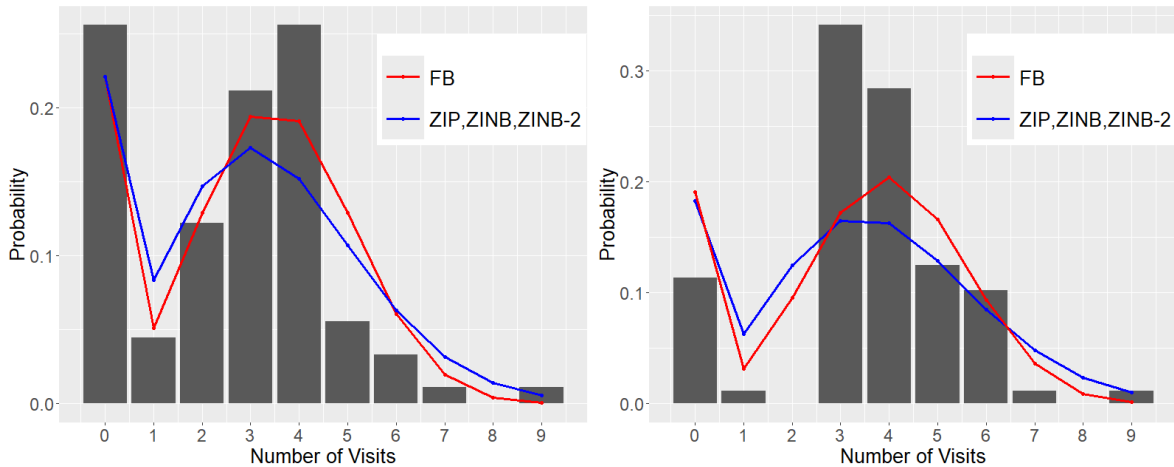 0.2
0.1
0.0
Probability
0 1 2 3 4 5 6 7 8 9
Number of Visits
FB
ZIP,ZINB,ZINB-2
0.3
0.2
0.1
0.0
Probability
0 1 2 3 4 5 6 7 8 9
Number of Visits
FB
ZIP,ZINB,ZINB-2